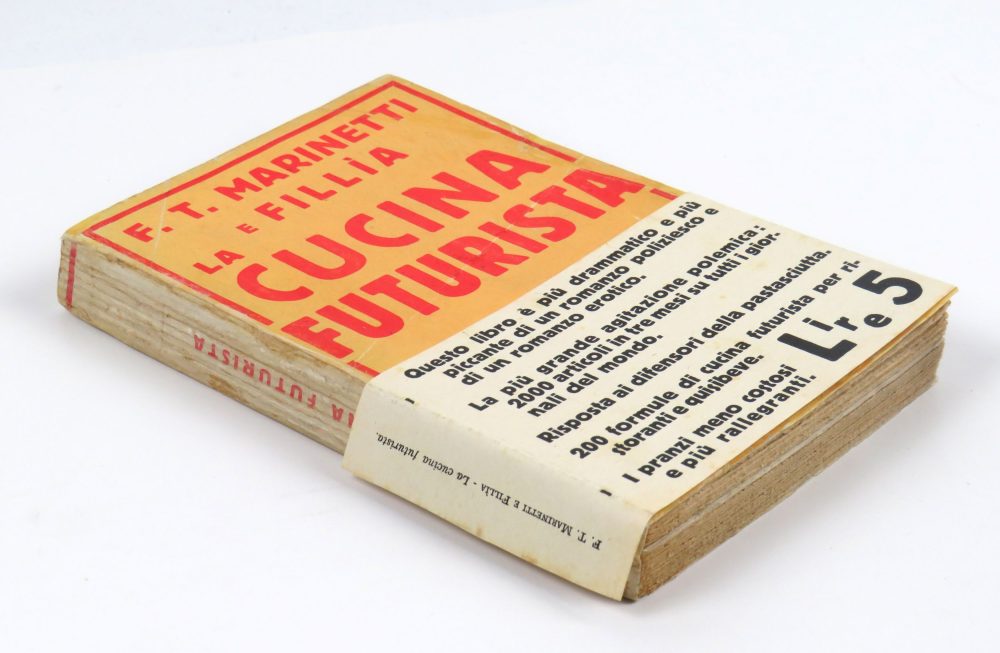 F. T. MARINETTI
E FILLÌA
LA
CUCINA
FUTURISTA
Questo libro è più drammatico e più
piccante di un romanzo poliziesco e
di un romanzo erotico.
La più grande agitazione polemica:
2000 articoli in tre mesi su tutti i gior-
nali del mondo.
Risposta ai difensori della pastasciutta.
200 formule di cucina futurista per ri-
storanti e quisibeve.
I pranzi meno costosi
e più rallegranti.
Lire 5
NA FUTURISTA
F. T. MARINETTI E FILLÌA - La cucina futurista.